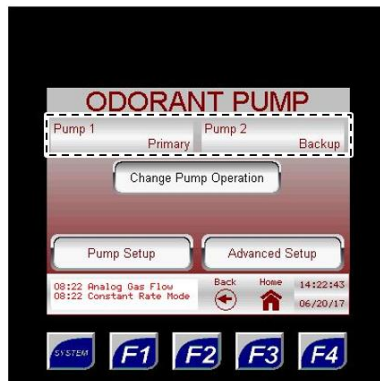 ODORANT PUMP
Pump 1 Pump 2
Primary Backup
Change Pump Operation
Pump Setup Advanced Setup
08:22 Analog Gas Flow Back Home 14:22:43
08:22 Constant Rate Mode 06/20/17
SYSTEM F1 F2 F3 F4